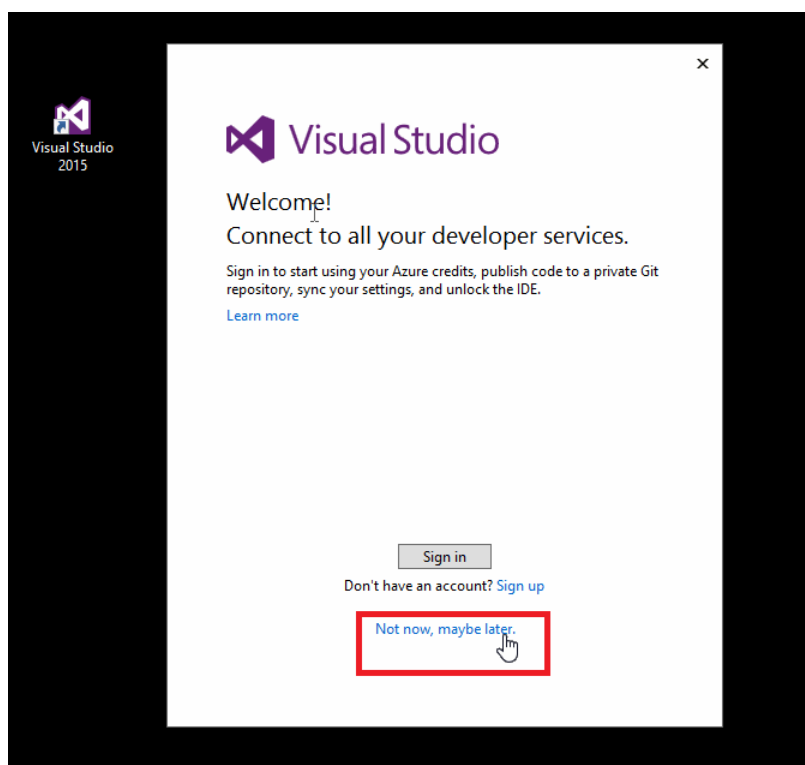 Visual Studio
2015
Visual Studio
Welcome!
Connect to all your developer services.
Sign in to start using your Azure credits, publish code to a private Git
repository, sync your settings, and unlock the IDE.
Learn more
Sign in
Don't have an account? Sign up
Not now, maybe later.